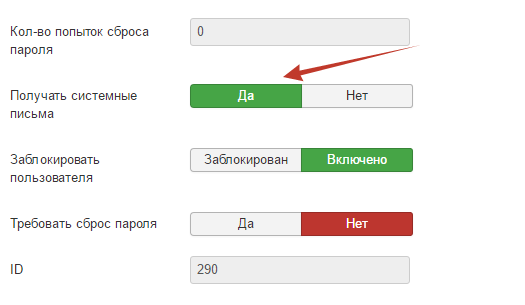 Кол-во попыток сброса 0
пароля
Получать системные Да Нет
письма
Заблокировать Заблокирован Включено
пользователя
Требовать сброс пароля Да Нет
ID 290